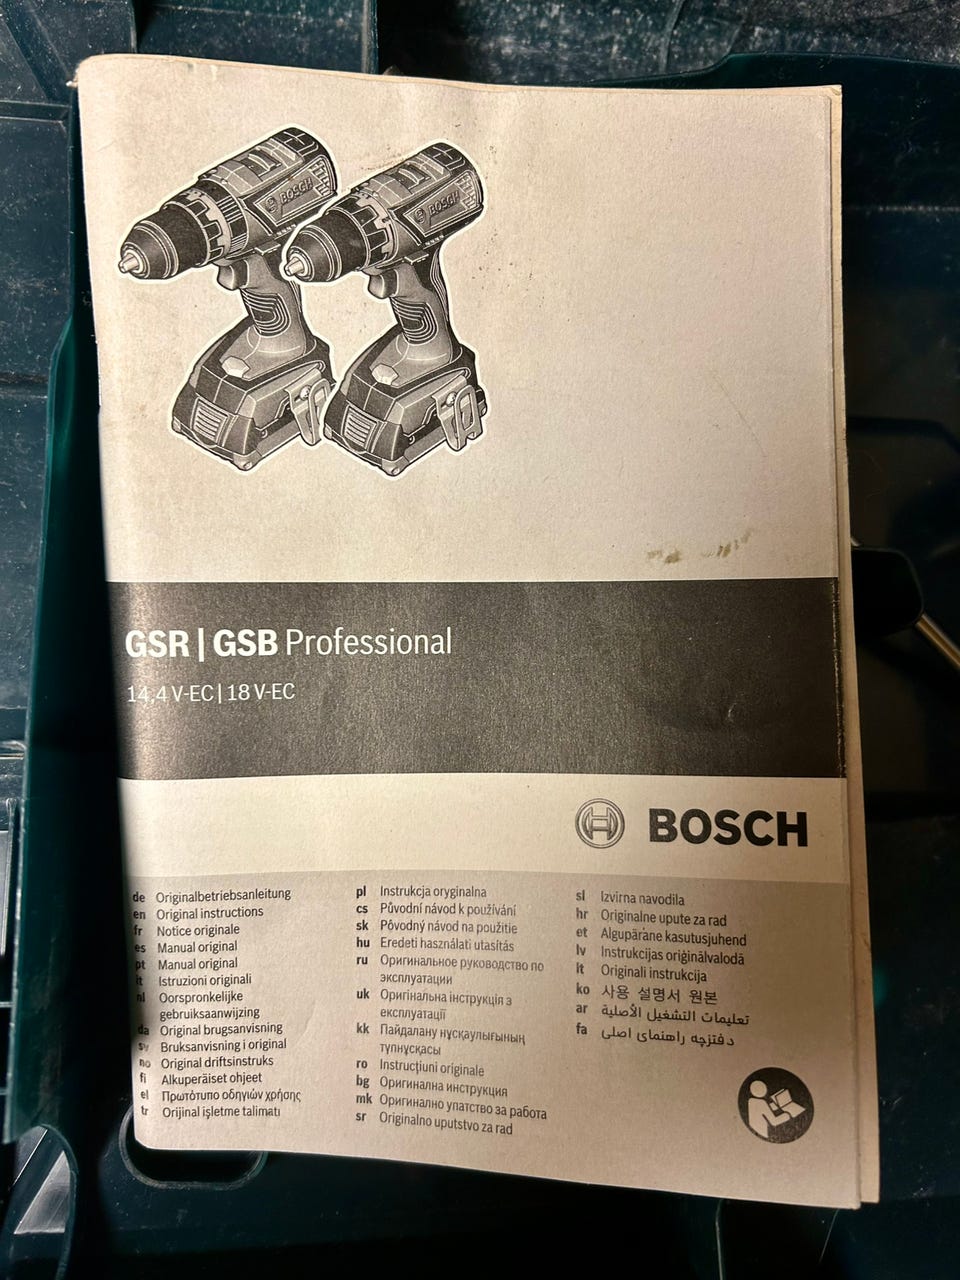 BOSCH
BOSCH
GSR | GSB Professional
14,4 V-EC | 18 V-EC
BOSCH
de Originalbetriebsanleitung
en Original instructions
fr Notice originale
es Manual original
pt Manual original
it Istruzioni originali
nl Oorspronkelijke
gebruiksaanwijzing
da Original brugsanvisning
sv Bruksanvisning i original
no Original driftsinstruks
fi Alkuperäiset ohjeet
el Πρωτότυπο οδηγιών χρήσης
tr Orijinal işletme talimatı
pl Instrukcja oryginalna
cs Původní návod k používání
sk Pôvodný návod na použitie
hu Eredeti használati utasítás
ru Оригинальное руководство по
эксплуатации
uk Оригінальна інструкція з
експлуатації
kk Пайдалану нұсқаулығының
түпнұсқасы
ro Instrucțiuni originale
bg Оригинална инструкция
mk Оригинално упатство за работа
sr Originalno uputstvo za rad
sl Izvirna navodila
hr Originalne upute za rad
et Algupärane kasutusjuhend
lv Instrukcijas oriģinālvalodā
lt Originali instrukcija
ko 사용 설명서 원본
ar تعليمات التشغيل الأصلية
fa دفترچه راهنمای اصلی